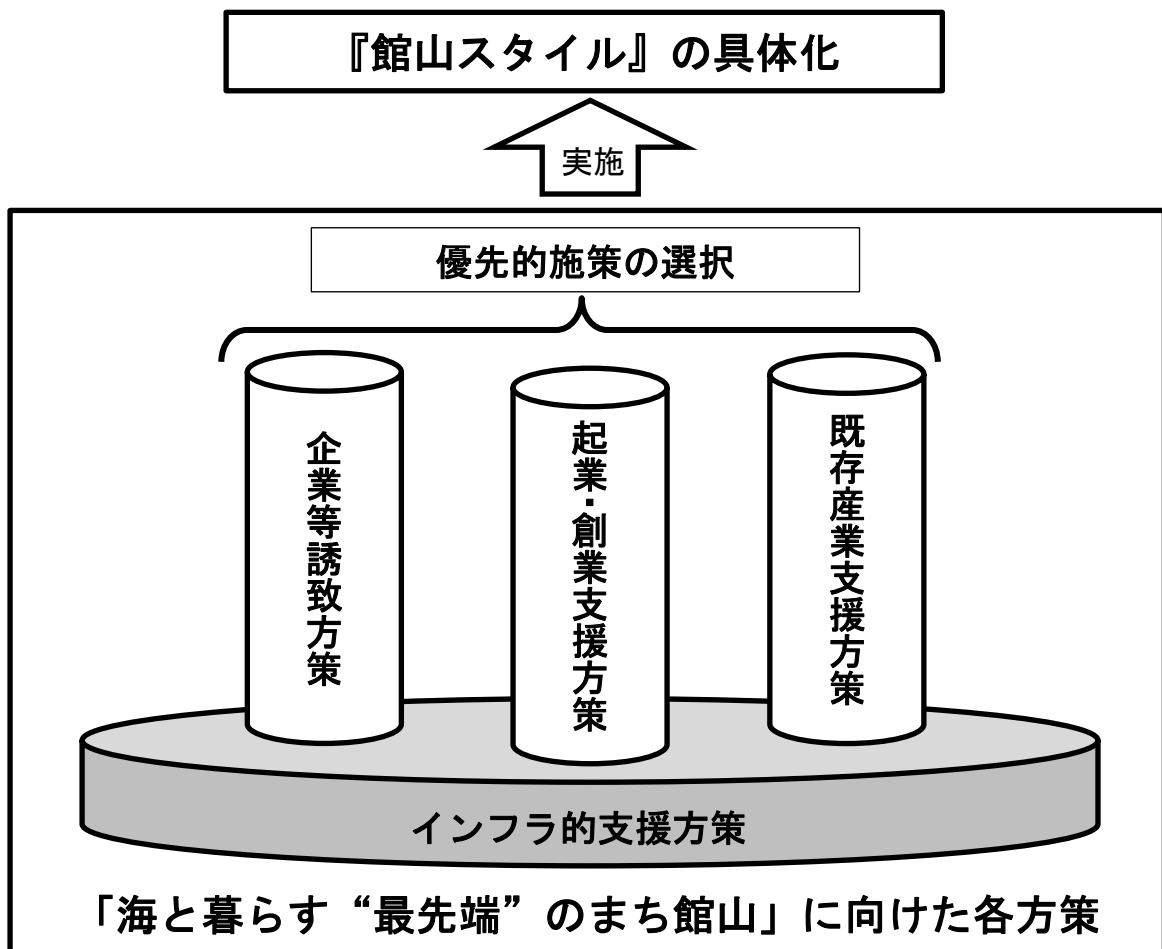 『館山スタイル』の具体化
実施
優先的施策の選択
企業等誘致方策
起業・創業支援方策
既存産業支援方策
インフラ的支援方策
「海と暮らす“最先端”のまち館山」に向けた各方策